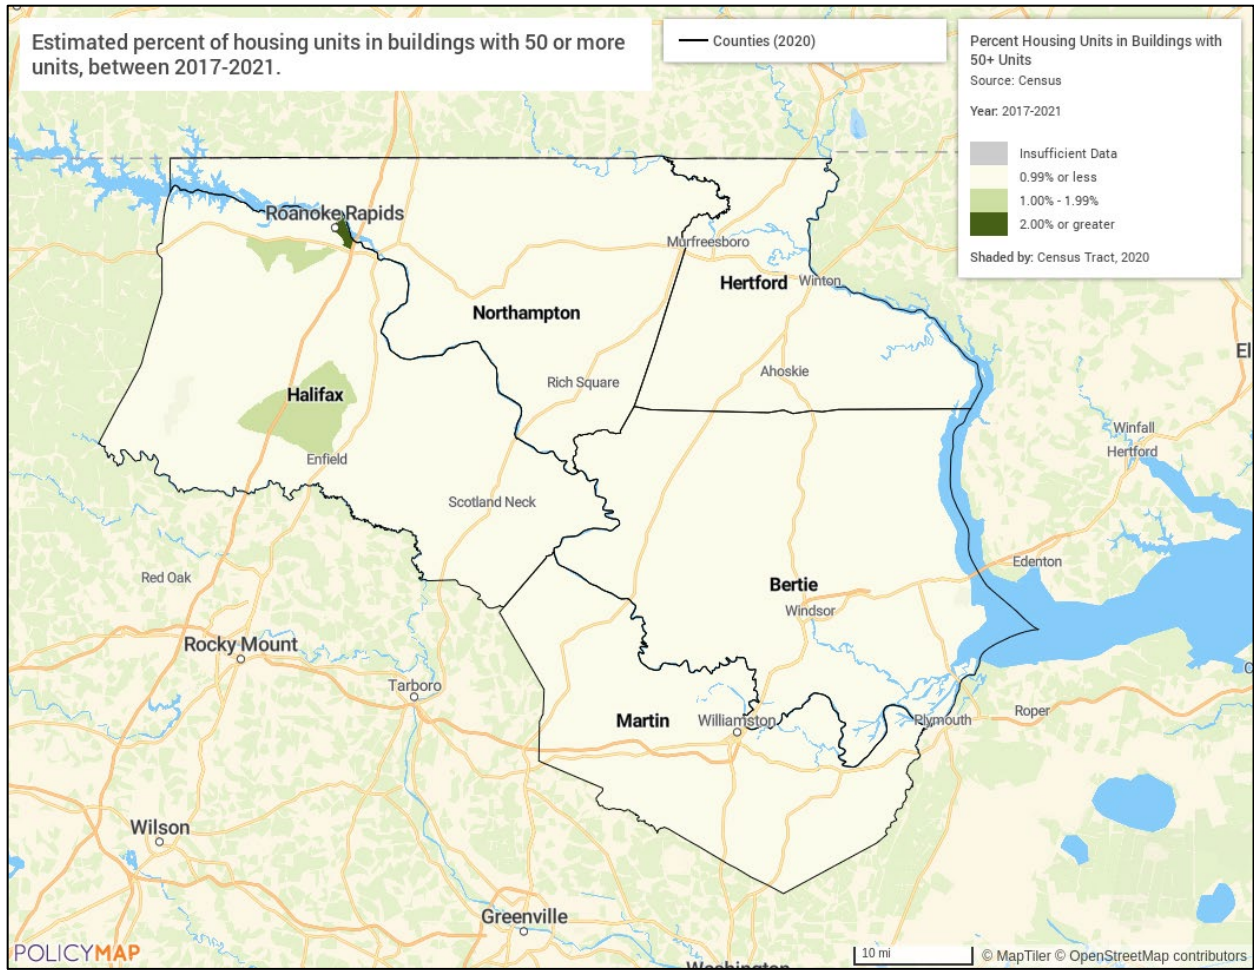 Estimated percent of housing units in buildings with 50 or more
units, between 2017-2021.
Counties (2020)
Percent Housing Units in Buildings with
50+ Units
Source: Census
Year: 2017-2021
Insufficient Data
0.99% or less
1.00% - 1.99%
2.00% or greater
Shaded by: Census Tract, 2020
Roanoke Rapids
Murfreesboro
Hertford
Winton
Northampton
Rich Square
Ahoskie
Halifax
Enfield
Scotland Neck
Winfall
Hertford
El
Red Oak
Edenton
Bertie
Windsor
Rocky Mount
Tarboro
Martin
Williamston
Plymouth
Roper
Wilson
Greenville
Washington
POLICYMAP
10 mi
© MapTiler © OpenStreetMap contributors